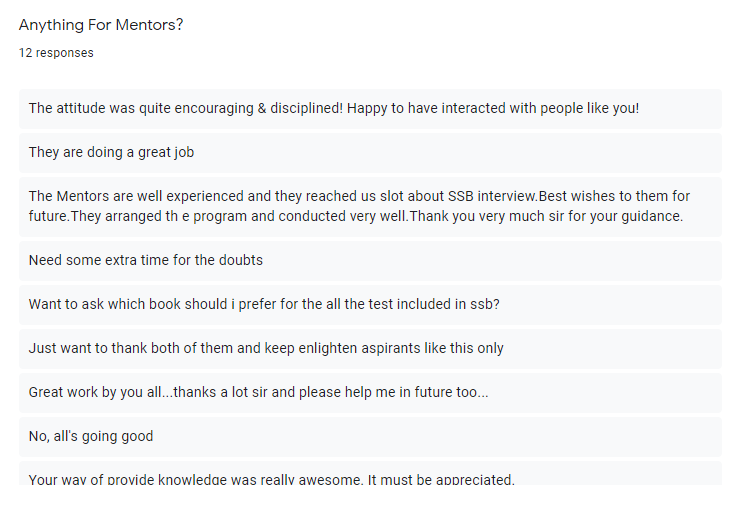 Anything For Mentors?
12 responses
The attitude was quite encouraging & disciplined! Happy to have interacted with people like you!
They are doing a great job
The Mentors are well experienced and they reached us slot about SSB interview.Best wishes to them for
future.They arranged th e program and conducted very well.Thank you very much sir for your guidance.
Need some extra time for the doubts
Want to ask which book should i prefer for the all the test included in ssb?
Just want to thank both of them and keep enlighten aspirants like this only
Great work by you all...thanks a lot sir and please help me in future too...
No, all's going good
Your way of provide knowledge was really awesome. It must be appreciated.